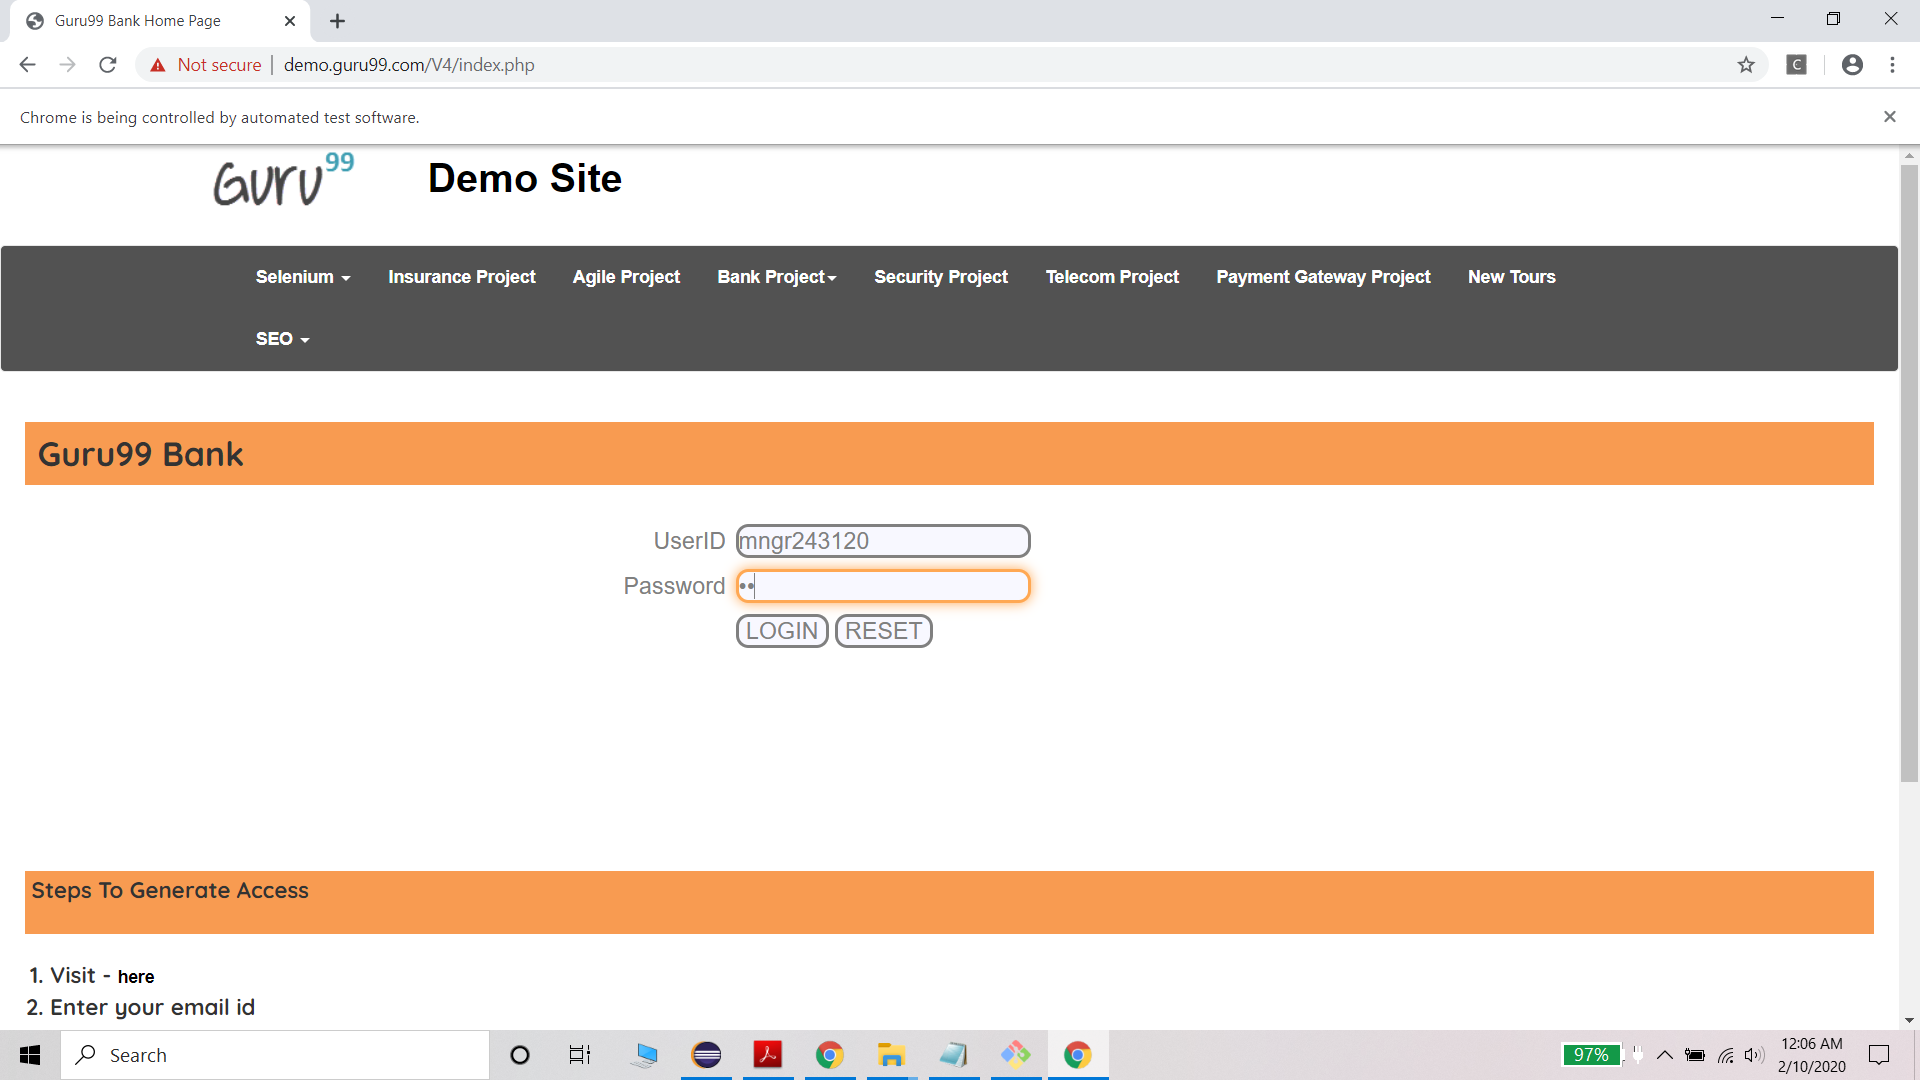 Guru99 Bank Home Page
Not secure | demo.guru99.com/V4/index.php
C
Chrome is being controlled by automated test software.
Guru99 Demo Site
Selenium Insurance Project Agile Project Bank Project Security Project Telecom Project Payment Gateway Project New Tours
SEO
Guru99 Bank
UserID mngr243120
Password ••
LOGIN RESET
Steps To Generate Access
1. Visit - here
2. Enter your email id
Search
97%
12:06 AM
2/10/2020